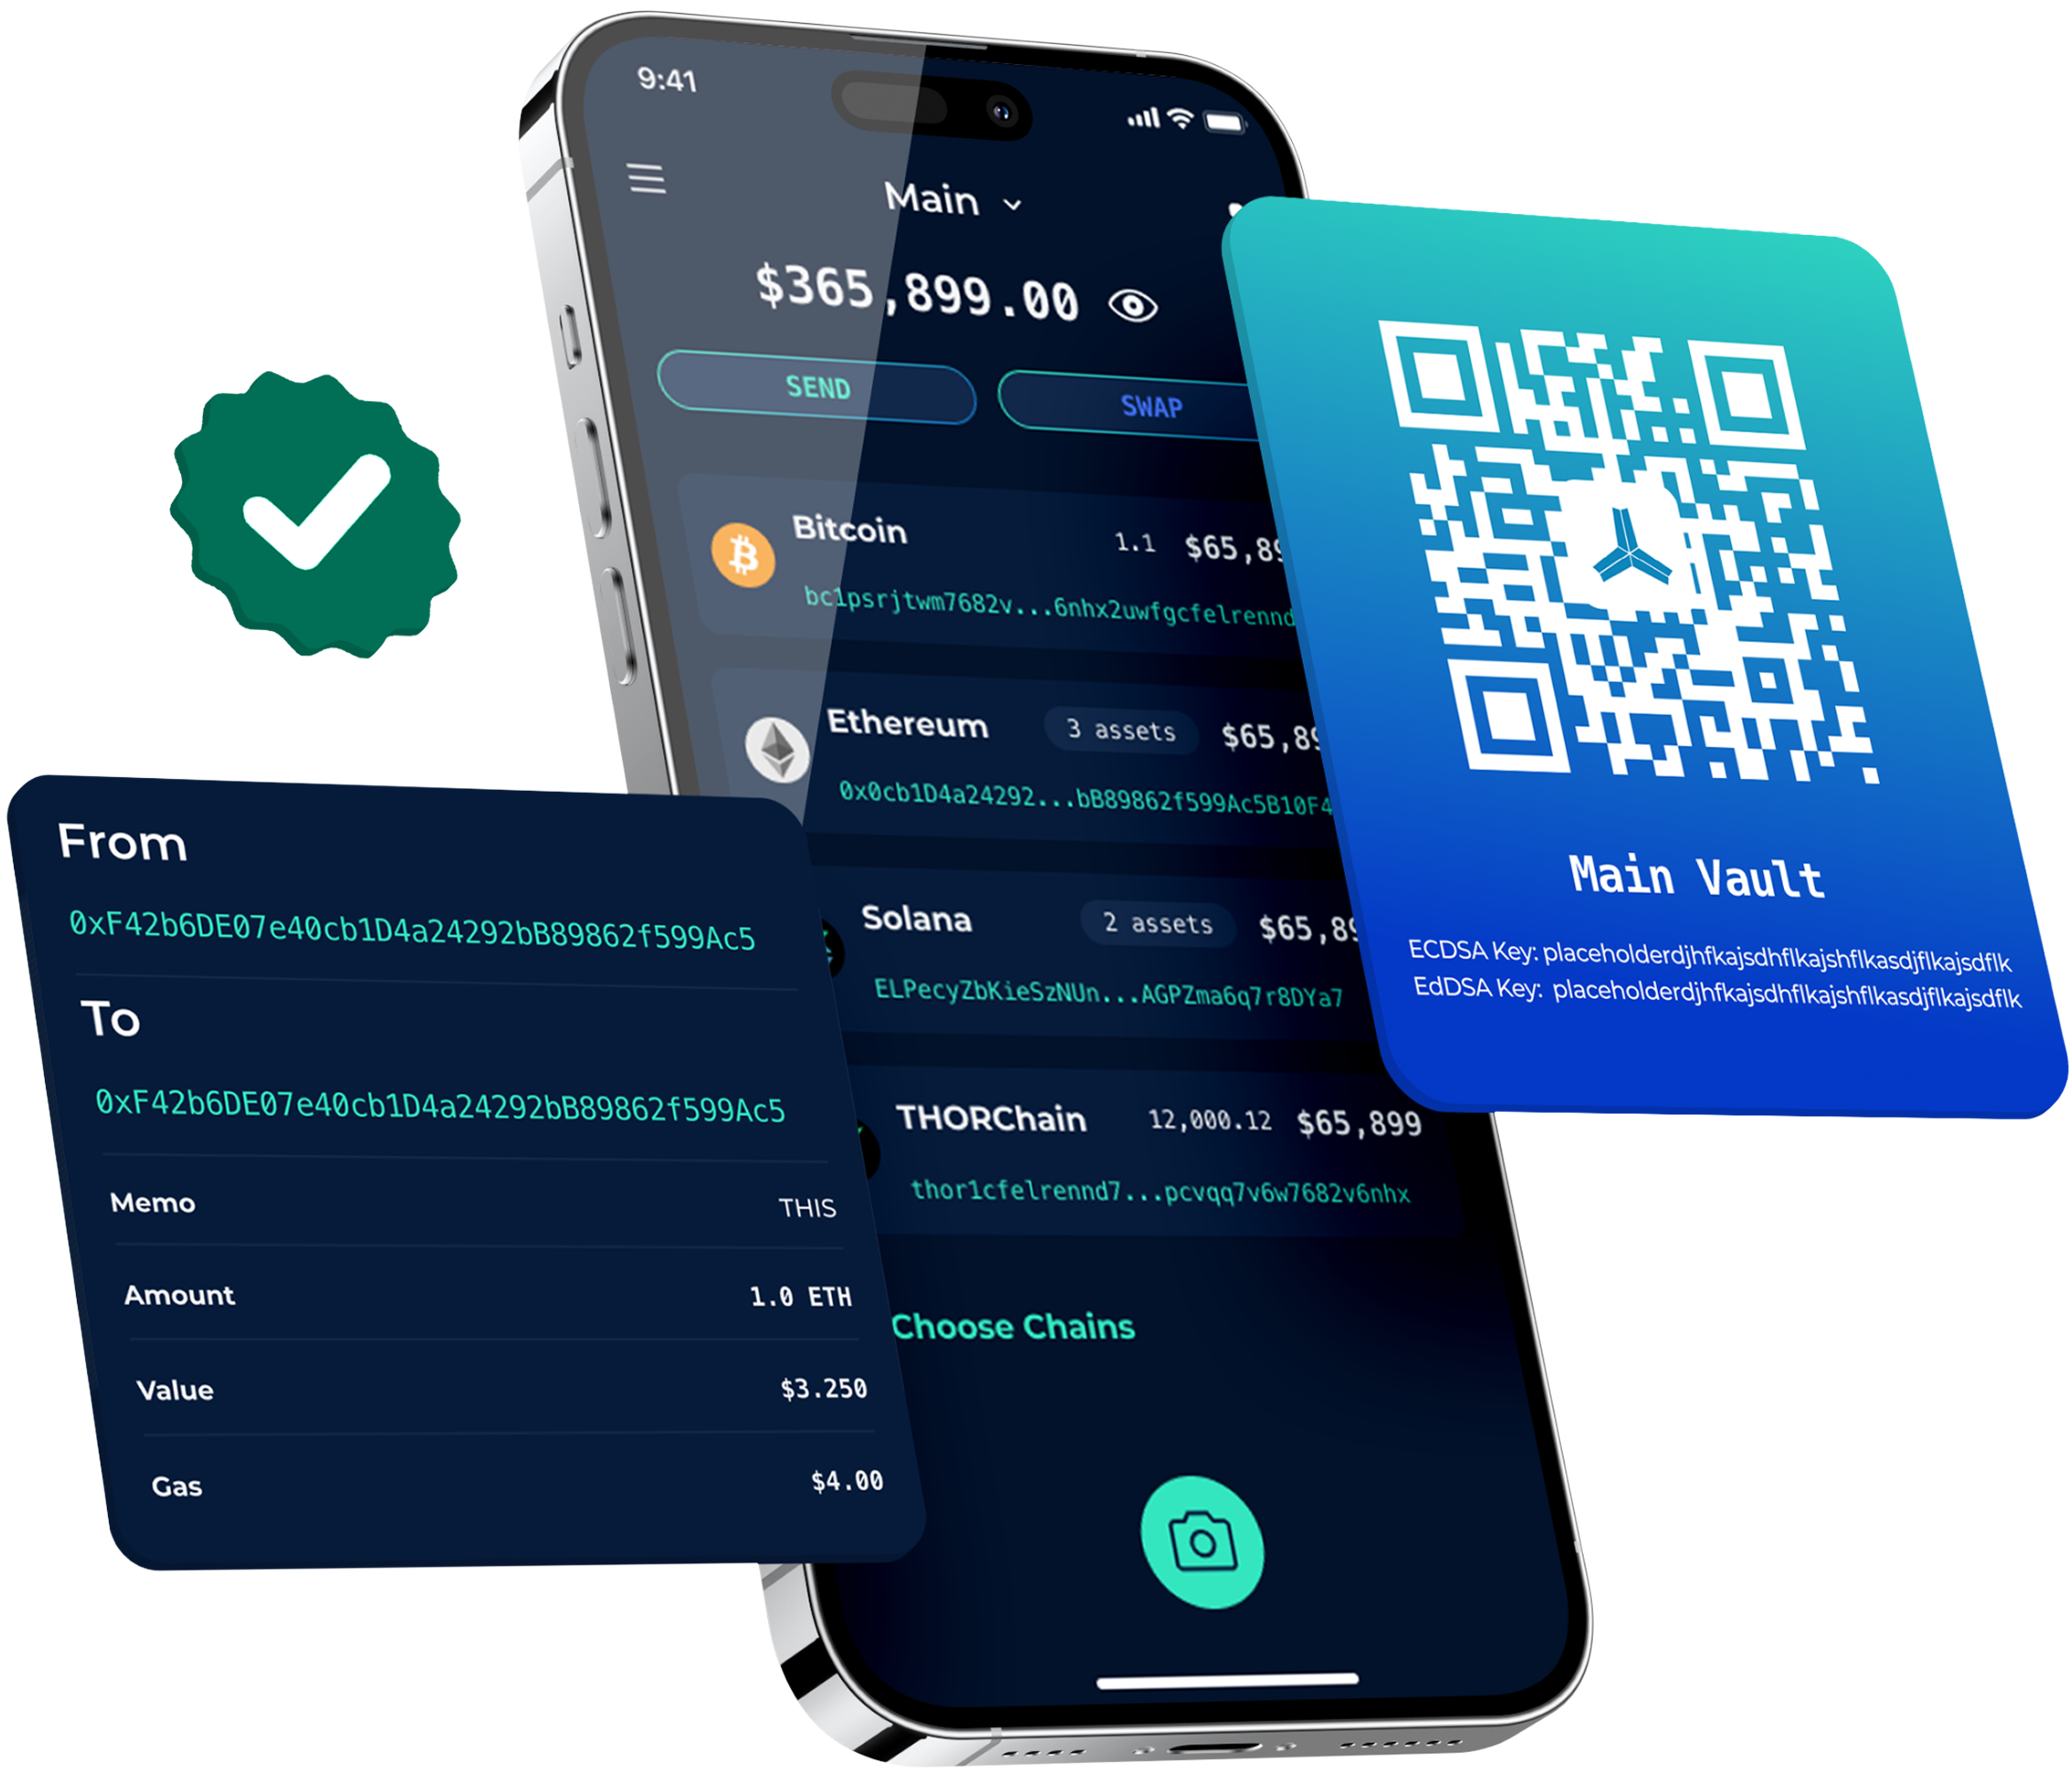 9:41
Main
$365,899.00
SEND
SWAP
Bitcoin 1.1 $65,89
bc1psrjtwm7682v...6nhx2uwfgcfelrennd
Ethereum 3 assets $65,89
0x0cb1D4a24292...bB89862f599Ac5B10F4
Solana 2 assets $65,89
ELPecyZbKieSzNUn...AGPZma6q7r8DYa7
THORChain 12,000.12 $65,899
thor1cfelrennd7...pcvqq7v6w7682v6nhx
Choose Chains
From
0xF42b6DE07e40cb1D4a24292bB89862f599Ac5
To
0xF42b6DE07e40cb1D4a24292bB89862f599Ac5
Memo THIS
Amount 1.0 ETH
Value $3.250
Gas $4.00
Main Vault
ECDSA Key: placeholderdjhfkajsdhflkajshflkasdjflkajsdflk
EdDSA Key: placeholderdjhfkajsdhflkajshflkasdjflkajsdflk